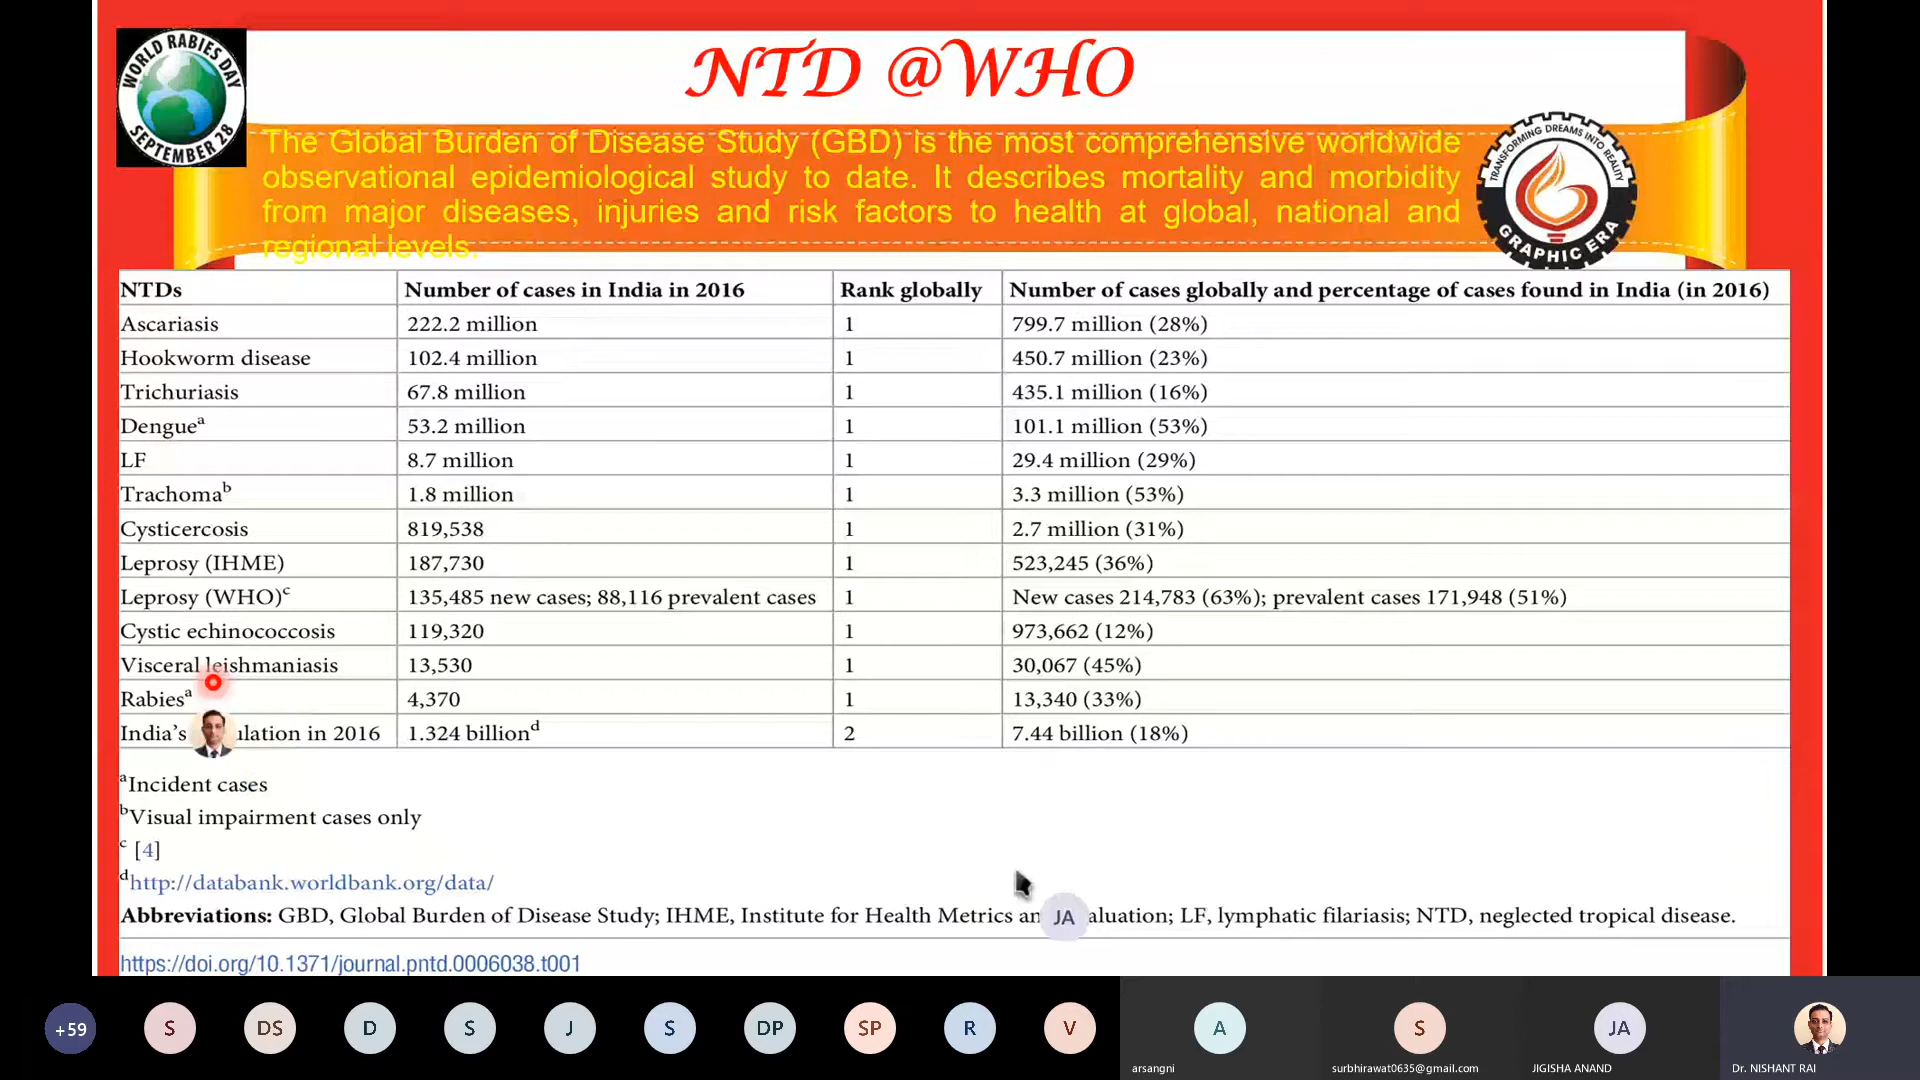 WORLD RABIES DAY
SEPTEMBER 28
NTD @WHO
The Global Burden of Disease Study (GBD) is the most comprehensive worldwide
observational epidemiological study to date. It describes mortality and morbidity
from major diseases, injuries and risk factors to health at global, national and
regional levels.
TRANSFORMING DREAMS INTO REALITY
GRAPHIC ERA
NTDs Number of cases in India in 2016 Rank globally Number of cases globally and percentage of cases found in India (in 2016)
Ascariasis 222.2 million 1 799.7 million (28%)
Hookworm disease 102.4 million 1 450.7 million (23%)
Trichuriasis 67.8 million 1 435.1 million (16%)
Dengueᵃ 53.2 million 1 101.1 million (53%)
LF 8.7 million 1 29.4 million (29%)
Trachomaᵇ 1.8 million 1 3.3 million (53%)
Cysticercosis 819,538 1 2.7 million (31%)
Leprosy (IHME) 187,730 1 523,245 (36%)
Leprosy (WHO)ᶜ 135,485 new cases; 88,116 prevalent cases 1 New cases 214,783 (63%); prevalent cases 171,948 (51%)
Cystic echinococcosis 119,320 1 973,662 (12%)
Visceral leishmaniasis 13,530 1 30,067 (45%)
Rabiesᵃ 4,370 1 13,340 (33%)
India's ulation in 2016 1.324 billionᵈ 2 7.44 billion (18%)
ᵃIncident cases
ᵇVisual impairment cases only
ᶜ [4]
ᵈhttp://databank.worldbank.org/data/
Abbreviations: GBD, Global Burden of Disease Study; IHME, Institute for Health Metrics an JA aluation; LF, lymphatic filariasis; NTD, neglected tropical disease.
https://doi.org/10.1371/journal.pntd.0006038.t001
+59 S DS D S J S DP SP R V A S JA
arsangni surbhirawat0635@gmail.com JIGISHA ANAND Dr. NISHANT RAI